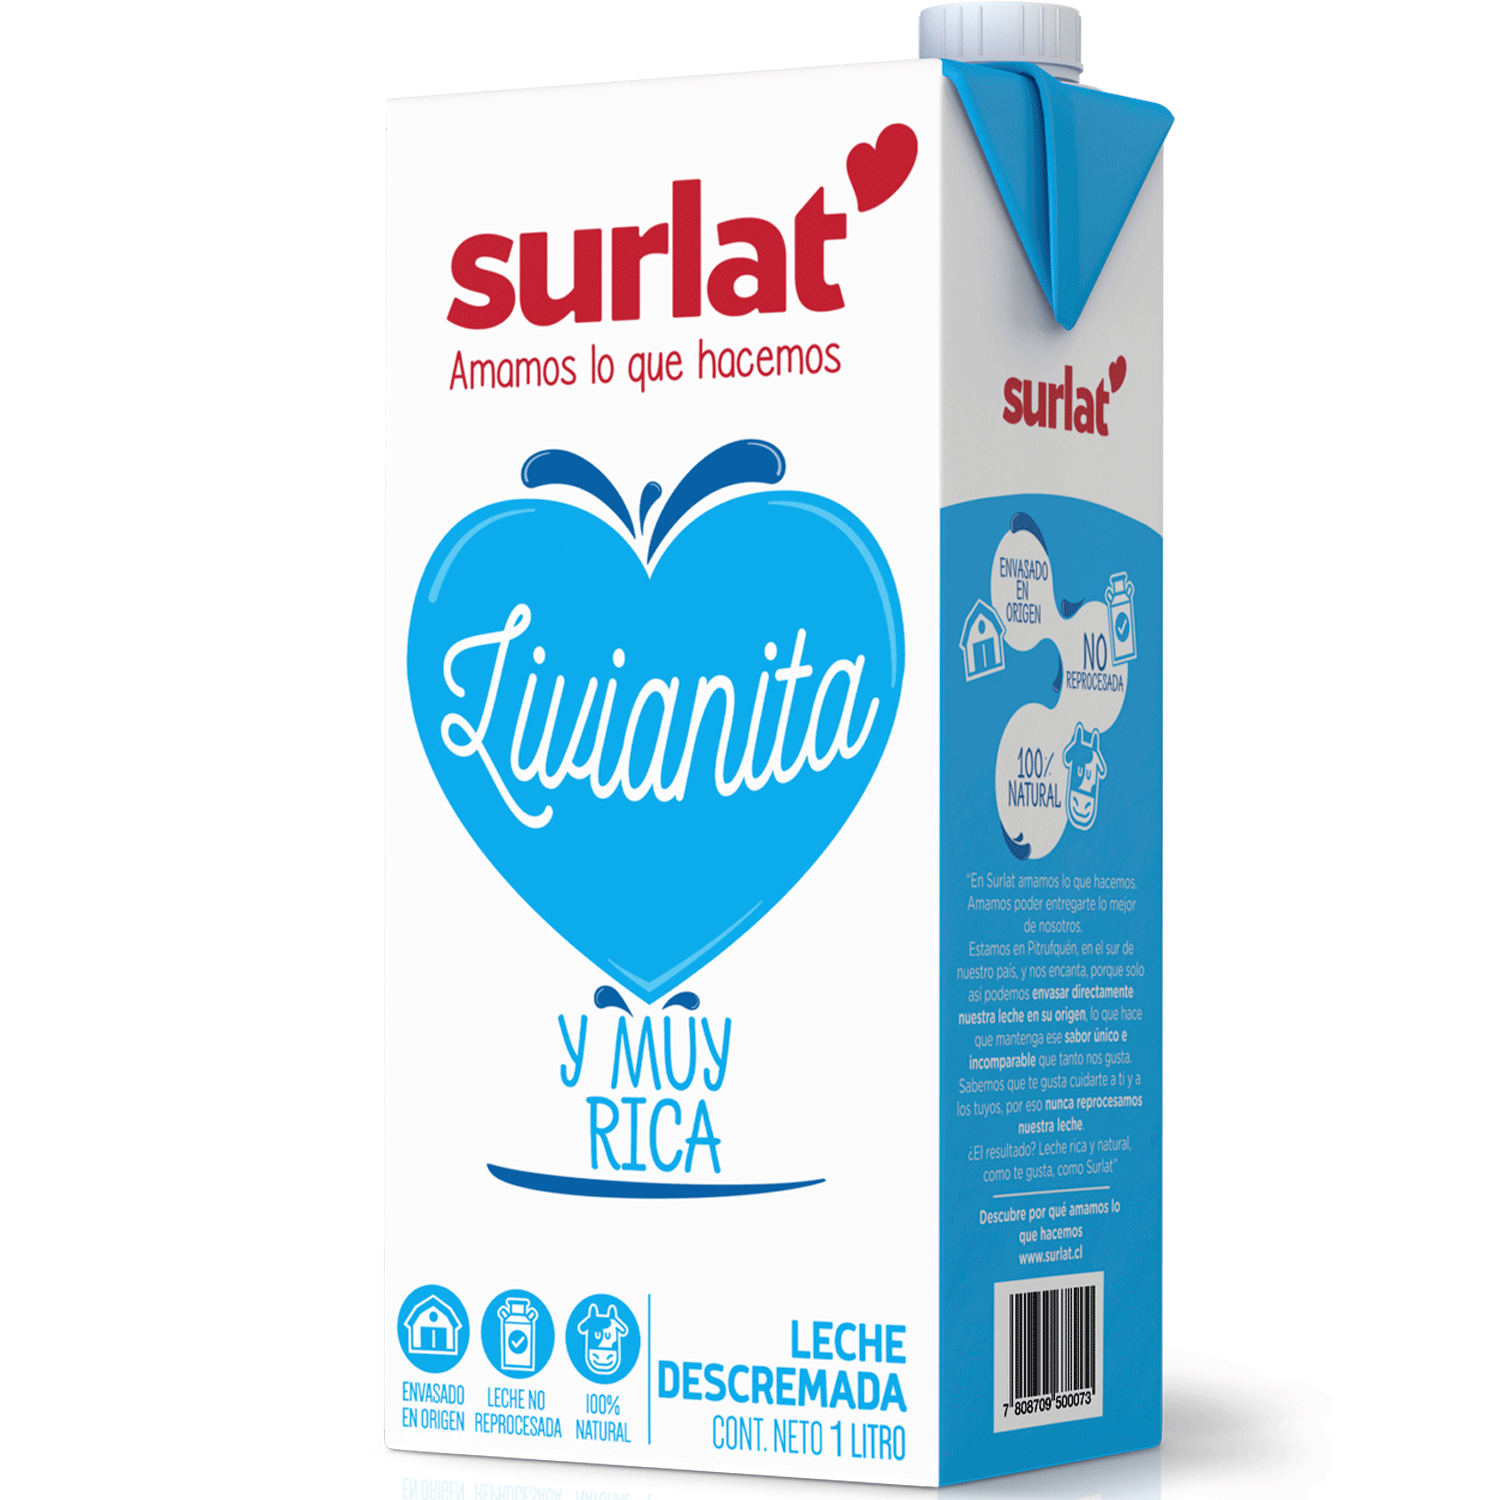 surlat
Amamos lo que hacemos
Livianita
Y MUY
RICA
ENVASADO
EN ORIGEN
LECHE NO
REPROCESADA
100%
NATURAL
LECHE
DESCREMADA
CONT. NETO 1 LITRO
surlat
ENVASADO
EN
ORIGEN
NO
REPROCESADA
100%
NATURAL
"En Surlat amamos lo que hacemos.
Amamos poder entregarte lo mejor
de nosotros.
Estamos en Pitrufquén, en el sur de
nuestro país, y nos encanta, porque solo
asi podemos envasar directamente
nuestra leche en su origen, lo que hace
que mantenga ese sabor único e
incomparable que tanto nos gusta.
Sabemos que te gusta cuidarte a ti y a
los tuyos, por eso nunca reprocesamos
nuestra leche.
¿El resultado? Leche rica y natural,
como te gusta, como Surlat"
Descubre por qué amamos lo
que hacemos
www.surlat.cl
7 808709 500073